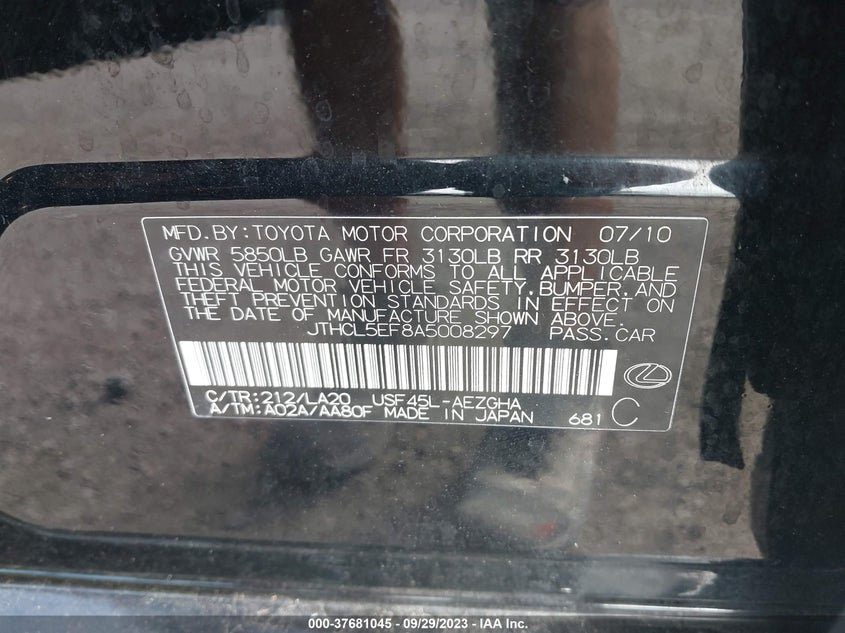 MFD.BY:TOYOTA MOTOR CORPORATION 07/10
GVWR 5850LB GAWR FR 3130LB RR 3130LB
THIS VEHICLE CONFORMS TO ALL APPLICABLE
FEDERAL MOTOR VEHICLE SAFETY,BUMPER,AND
THEFT PREVENTION STANDARDS IN EFFECT ON
THE DATE OF MANUFACTURE SHOWN ABOVE.
JTHCL5EF8A5008297 PASS.CAR
C/TR:212/LA20 USF45L-AEZGHA
A/TM:A02A/AA80F MADE IN JAPAN 681 C
000-37681045 - 09/29/2023 - IAA Inc.